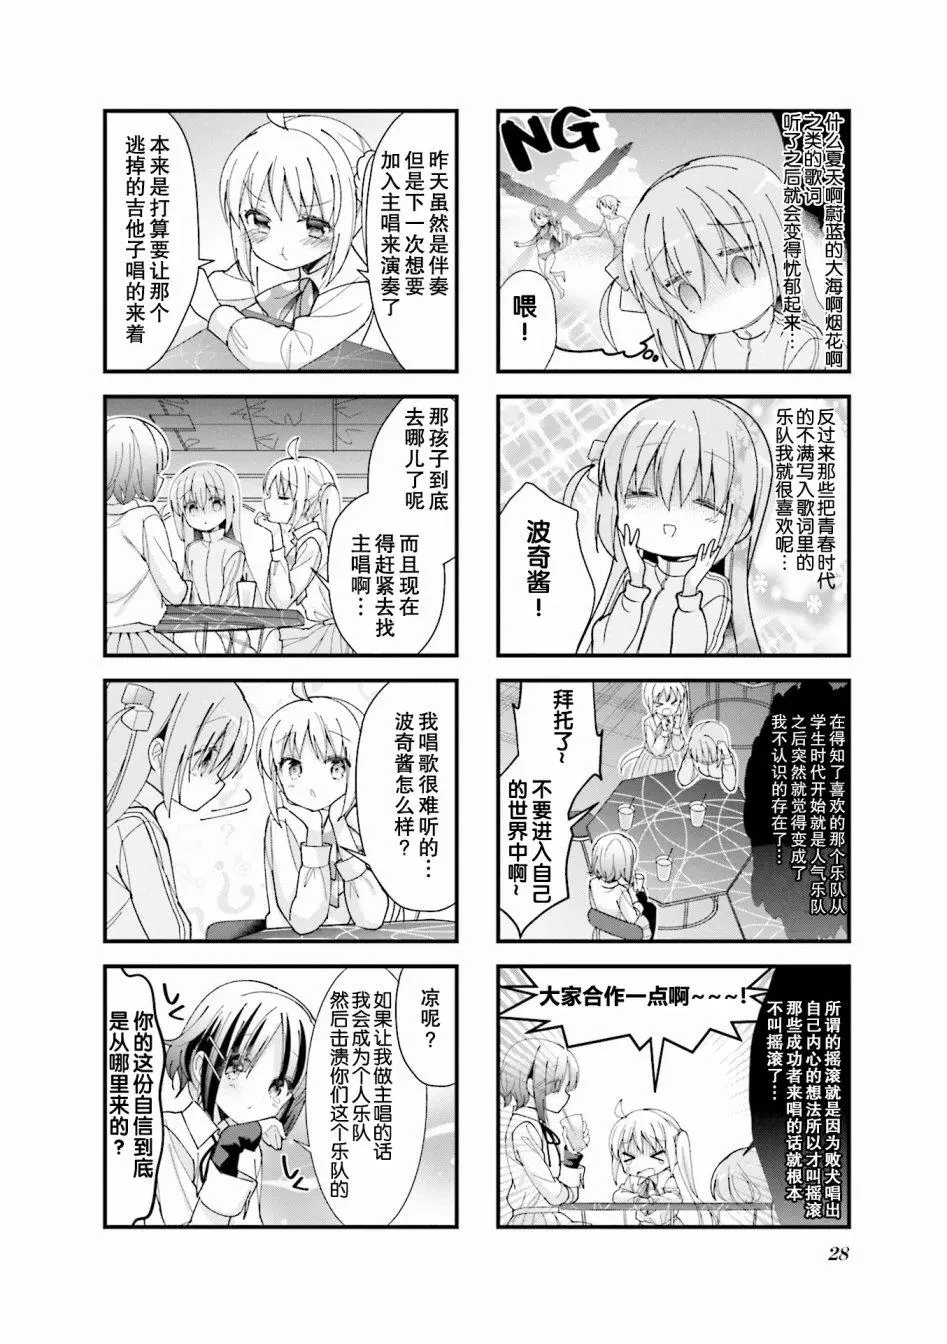 什么夏天啊蔚蓝的大海啊烟花啊
之类的歌词
听了之后就会变得忧郁起来…
NG
喂！
反过来那些把青春时代
的不满写入歌词里的
乐队我就很喜欢呢…
波奇酱！
在得知了喜欢的那个乐队从
学生时代开始就是人气乐队
之后突然就觉得变成了
我不认识的存在了…
拜托了~
不要进入自己
的世界中啊~
所谓的摇滚就是因为败犬唱出
自己内心的想法所以才叫摇滚
那些成功者来唱的话就根本
不叫摇滚了…
大家合作一点啊~~~!
昨天虽然是伴奏
但是下一次想要
加入主唱来演奏了
本来是打算要让那个
逃掉的吉他子唱的来着
那孩子到底
去哪儿了呢
而且现在
得赶紧去找
主唱啊…
我唱歌很难听的…
波奇酱怎么样?
凉呢?
如果让我做主唱的话
我会成为个人乐队
然后击溃你们这个乐队的
你的这份自信到底
是从哪里来的?
28